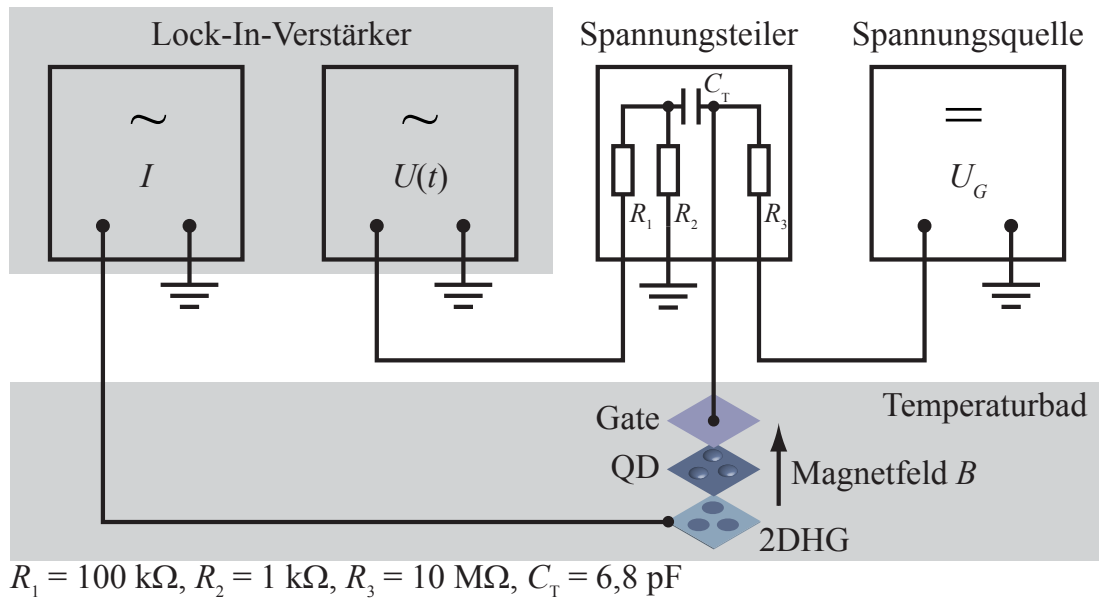 Lock-In-Verstärker
Spannungsteiler
Spannungsquelle
~
~
=
I
U(t)
C_T
R_1
R_2
R_3
U_G
Temperaturbad
Gate
QD
Magnetfeld B
2DHG
R_1 = 100 kΩ, R_2 = 1 kΩ, R_3 = 10 MΩ, C_T = 6,8 pF